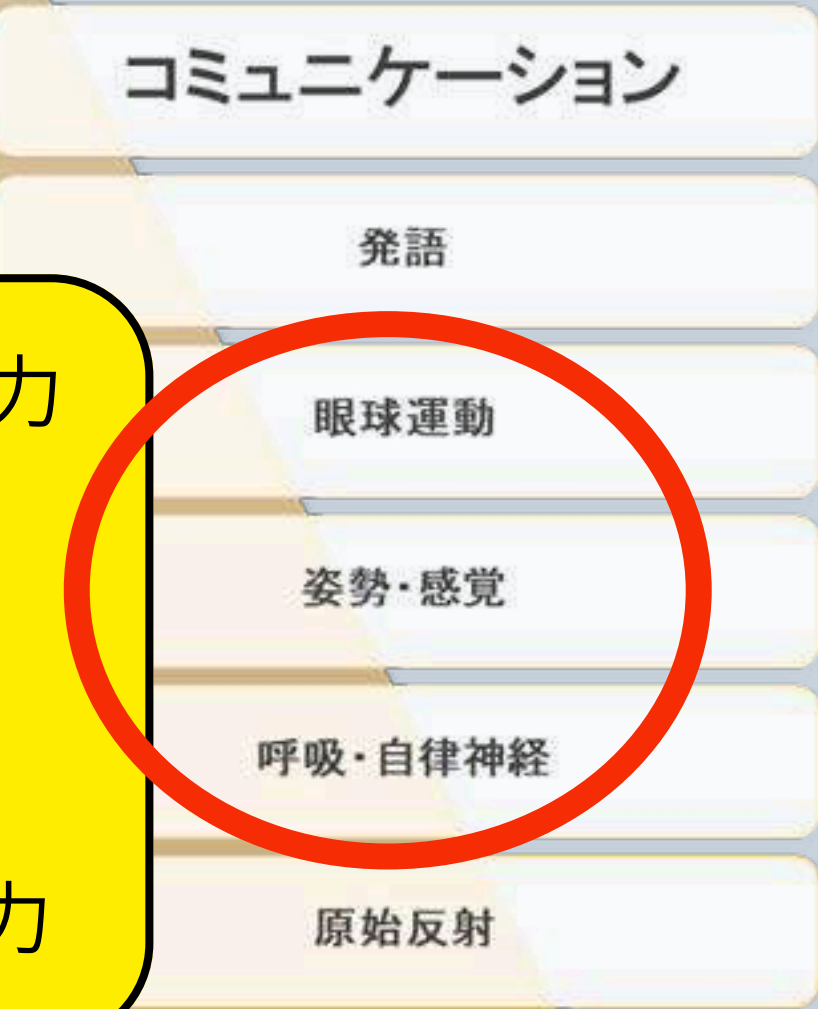 コミュニケーション
発語
力
眼球運動
姿勢・感覚
呼吸・自律神経
力
原始反射